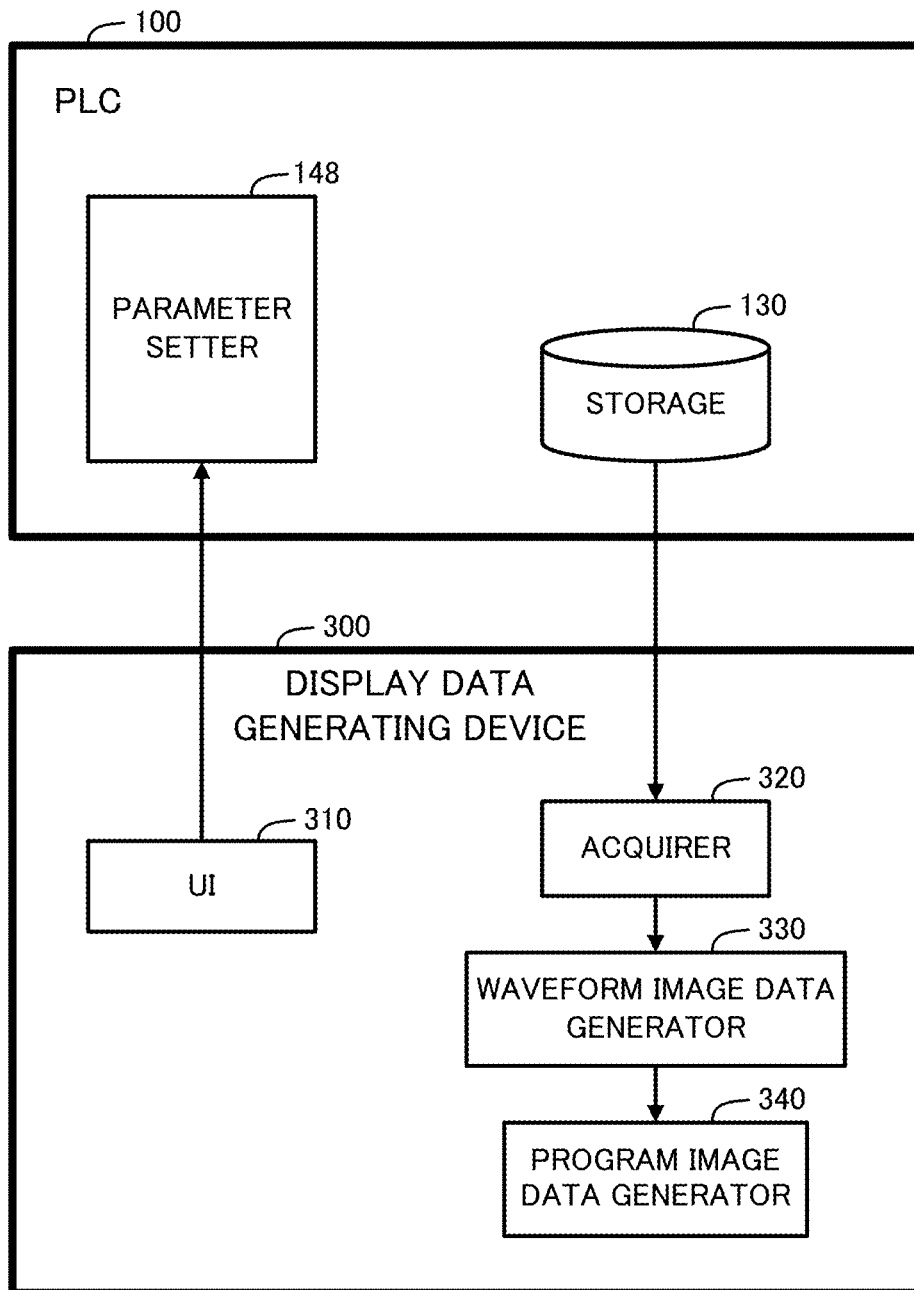 100
PLC
148
PARAMETER
SETTER
130
STORAGE
300
DISPLAY DATA
GENERATING DEVICE
310
UI
320
ACQUIRER
330
WAVEFORM IMAGE DATA
GENERATOR
340
PROGRAM IMAGE
DATA GENERATOR